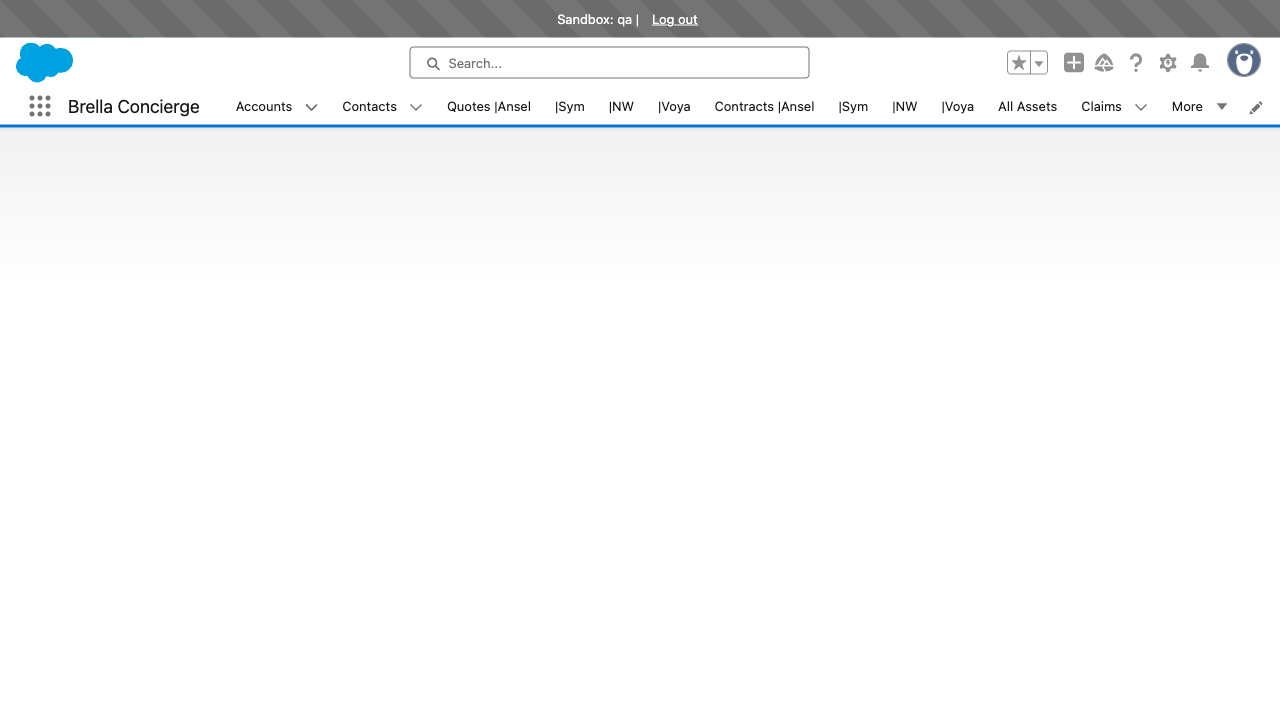 Sandbox: qa | Log out
Search...
Brella Concierge Accounts Contacts Quotes |Ansel |Sym |NW |Voya Contracts |Ansel |Sym |NW |Voya All Assets Claims More